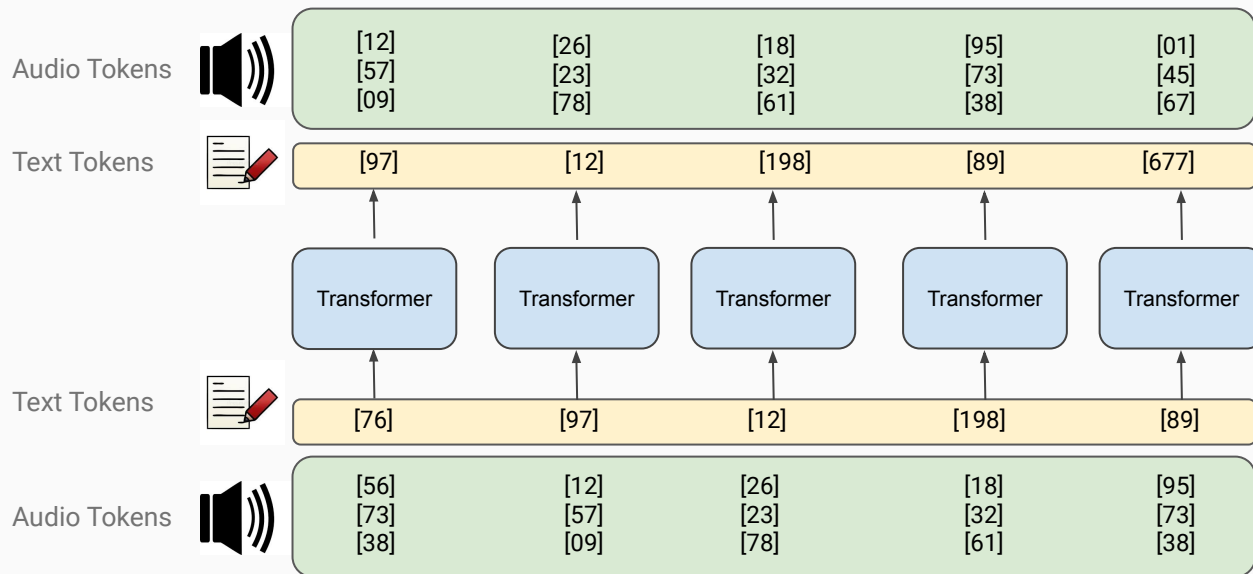 [12] [26] [18] [95] [01]
Audio Tokens [57] [23] [32] [73] [45]
[09] [78] [61] [38] [67]
Text Tokens [97] [12] [198] [89] [677]
Transformer Transformer Transformer Transformer Transformer
Text Tokens [76] [97] [12] [198] [89]
[56] [12] [26] [18] [95]
Audio Tokens [73] [57] [23] [32] [73]
[38] [09] [78] [61] [38]